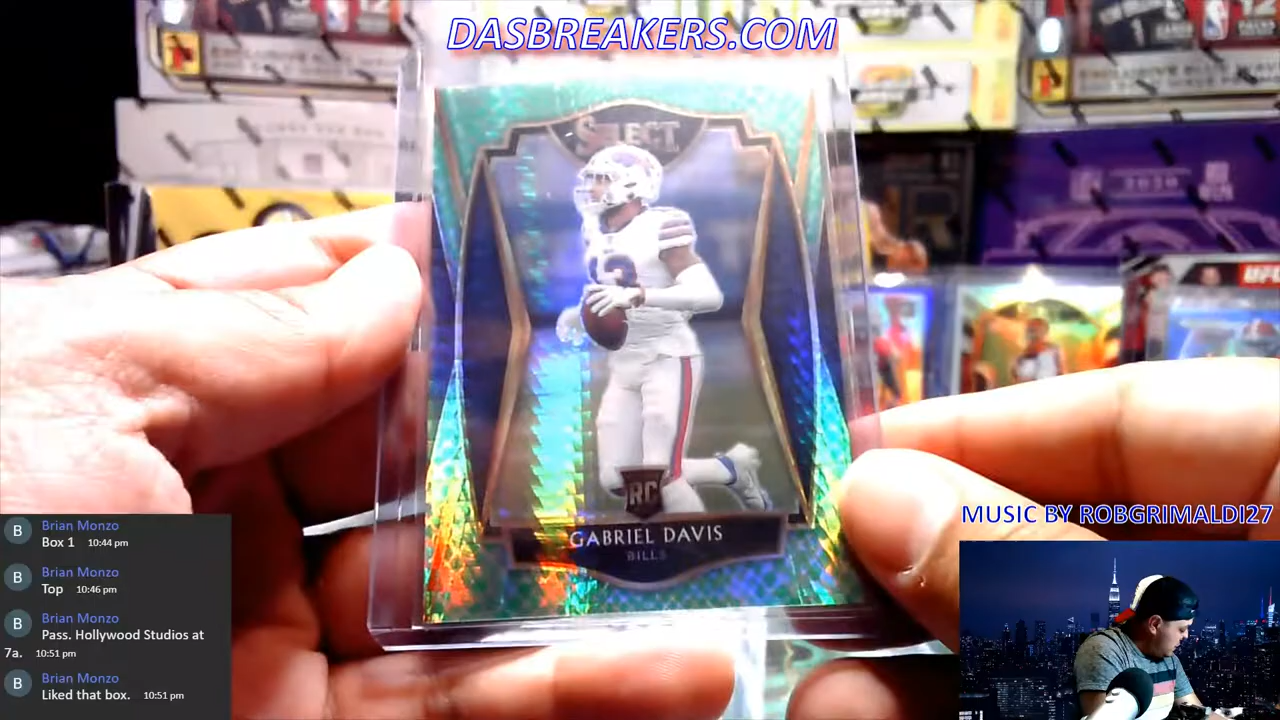 DASBREAKERS.COM
SELECT
2020
UFC
RC
GABRIEL DAVIS
BILLS
MUSIC BY ROBGRIMALDI27
B
Brian Monzo
Box 1 10:44 pm
B
Brian Monzo
Top 10:46 pm
B
Brian Monzo
Pass. Hollywood Studios at
7a. 10:51 pm
B
Brian Monzo
Liked that box. 10:51 pm